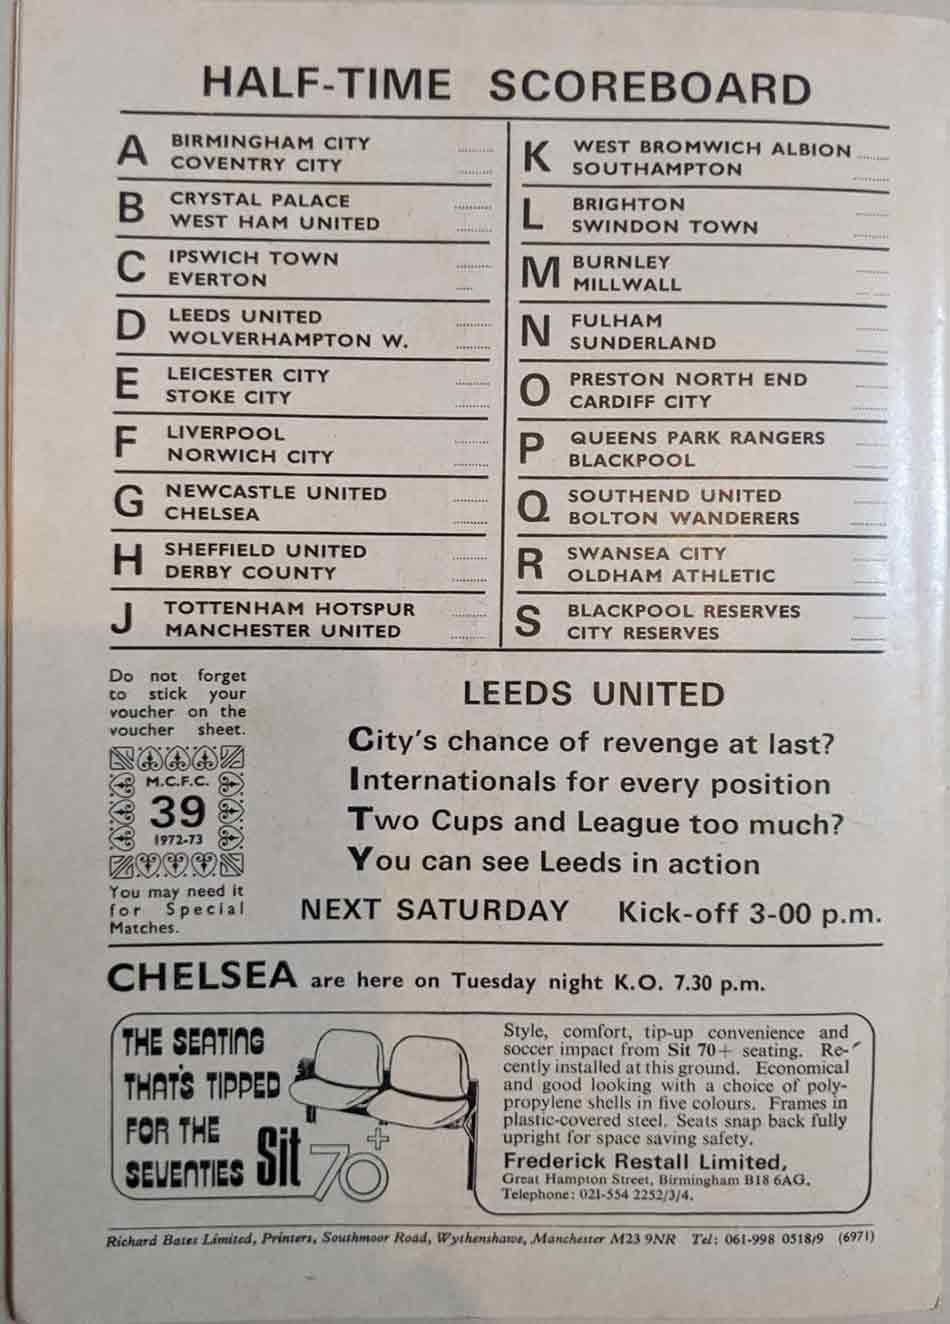 HALF-TIME SCOREBOARD
A BIRMINGHAM CITY ..........
COVENTRY CITY ..........
B CRYSTAL PALACE ..........
WEST HAM UNITED ..........
C IPSWICH TOWN ..........
EVERTON .....
D LEEDS UNITED ..........
WOLVERHAMPTON W. ..........
E LEICESTER CITY ..........
STOKE CITY ..........
F LIVERPOOL ..........
NORWICH CITY ..........
G NEWCASTLE UNITED ..........
CHELSEA ..........
H SHEFFIELD UNITED ..........
DERBY COUNTY ..........
J TOTTENHAM HOTSPUR ..........
MANCHESTER UNITED ..........
K WEST BROMWICH ALBION ..........
SOUTHAMPTON ..........
L BRIGHTON ..........
SWINDON TOWN ..........
M BURNLEY ..........
MILLWALL ..........
N FULHAM ..........
SUNDERLAND ..........
O PRESTON NORTH END ..........
CARDIFF CITY ..........
P QUEENS PARK RANGERS ..........
BLACKPOOL ..........
Q SOUTHEND UNITED ..........
BOLTON WANDERERS ..........
R SWANSEA CITY ..........
OLDHAM ATHLETIC ..........
S BLACKPOOL RESERVES ..........
CITY RESERVES ..........
Do not forget
to stick your
voucher on the
voucher sheet.
M.C.F.C.
39
1972-73
You may need it
for Special
Matches.
LEEDS UNITED
City's chance of revenge at last?
Internationals for every position
Two Cups and League too much?
You can see Leeds in action
NEXT SATURDAY Kick-off 3-00 p.m.
CHELSEA are here on Tuesday night K.O. 7.30 p.m.
THE SEATING
THAT'S TIPPED
FOR THE
SEVENTIES Sit 70+
Style, comfort, tip-up convenience and
soccer impact from Sit 70+ seating. Re-
cently installed at this ground. Economical
and good looking with a choice of poly-
propylene shells in five colours. Frames in
plastic-covered steel. Seats snap back fully
upright for space saving safety.
Frederick Restall Limited,
Great Hampton Street, Birmingham B18 6AG.
Telephone: 021-554 2252/3/4.
Richard Bates Limited, Printers, Southmoor Road, Wythenshawe, Manchester M23 9NR Tel: 061-998 0518/9 (6971)